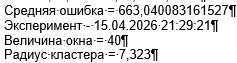 Средняя ошибка = 663,040083161527¶
Эксперимент - 15.04.2026 21:29:21¶
Величина окна = 40¶
Радиус кластера = 7,323¶